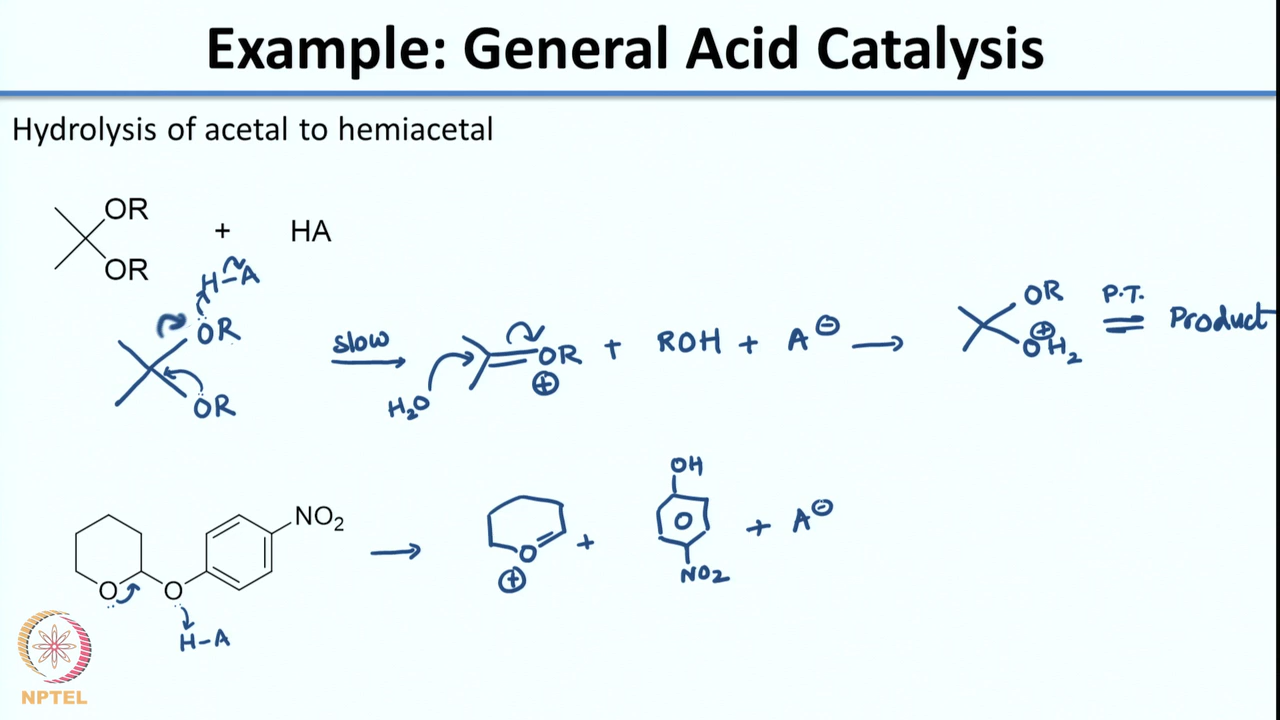 Example: General Acid Catalysis
Hydrolysis of acetal to hemiacetal
OR
+ HA
OR
H-A
ÖR
OR
slow
H₂O
OR
⊕
+ ROH + A⊖
OR
⊕
OH₂
P.T.
Product
NO₂
O O
H-A
O
⊕
+
OH
NO₂
+ A⊖
NPTEL